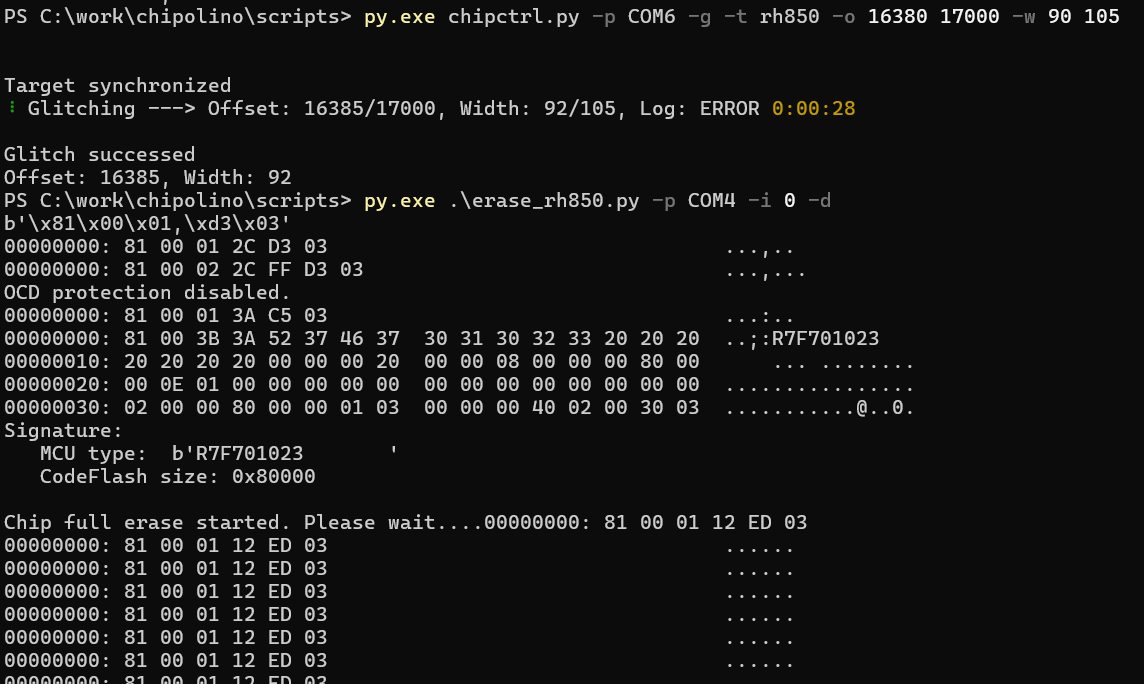 PS C:\work\chipolino\scripts> py.exe chipctrl.py -p COM6 -g -t rh850 -o 16380 17000 -w 90 105
Target synchronized
⠇ Glitching ---> Offset: 16385/17000, Width: 92/105, Log: ERROR 0:00:28
Glitch successed
Offset: 16385, Width: 92
PS C:\work\chipolino\scripts> py.exe .\erase_rh850.py -p COM4 -i 0 -d
b'\x81\x00\x01,\xd3\x03'
00000000: 81 00 01 2C D3 03 ...,..
00000000: 81 00 02 2C FF D3 03 ...,...
OCD protection disabled.
00000000: 81 00 01 3A C5 03 ...:..
00000000: 81 00 3B 3A 52 37 46 37 30 31 30 32 33 20 20 20 ..;:R7F701023
00000010: 20 20 20 20 00 00 00 20 00 00 08 00 00 00 80 00 ... ........
00000020: 00 0E 01 00 00 00 00 00 00 00 00 00 00 00 00 00 ................
00000030: 02 00 00 80 00 00 01 03 00 00 00 40 02 00 30 03 ...........@..0.
Signature:
MCU type: b'R7F701023       '
CodeFlash size: 0x80000
Chip full erase started. Please wait....00000000: 81 00 01 12 ED 03
00000000: 81 00 01 12 ED 03 ......
00000000: 81 00 01 12 ED 03 ......
00000000: 81 00 01 12 ED 03 ......
00000000: 81 00 01 12 ED 03 ......
00000000: 81 00 01 12 ED 03 ......
00000000: 81 00 01 12 ED 03 ......
00000000: 81 00 01 12 ED 03